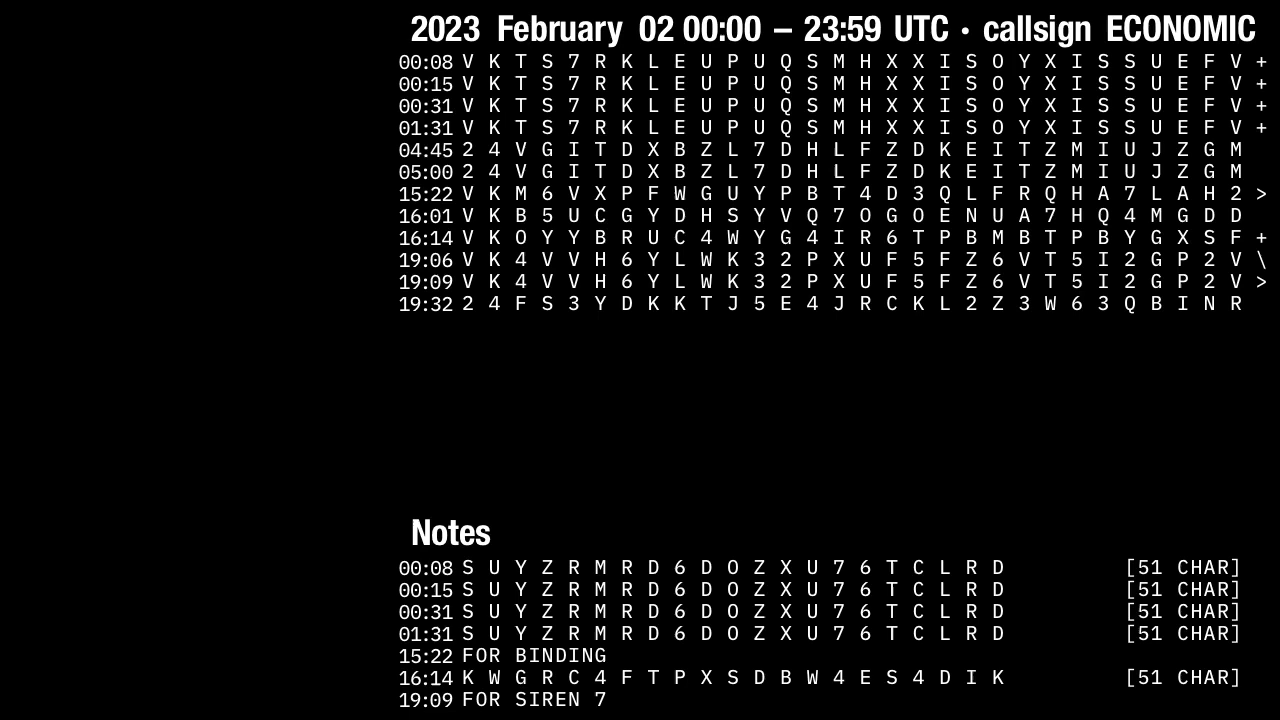 2023 February 02 00:00 – 23:59 UTC · callsign ECONOMIC
00:08 V K T S 7 R K L E U P U Q S M H X X I S O Y X I S S U E F V +
00:15 V K T S 7 R K L E U P U Q S M H X X I S O Y X I S S U E F V +
00:31 V K T S 7 R K L E U P U Q S M H X X I S O Y X I S S U E F V +
01:31 V K T S 7 R K L E U P U Q S M H X X I S O Y X I S S U E F V +
04:45 2 4 V G I T D X B Z L 7 D H L F Z D K E I T Z M I U J Z G M
05:00 2 4 V G I T D X B Z L 7 D H L F Z D K E I T Z M I U J Z G M
15:22 V K M 6 V X P F W G U Y P B T 4 D 3 Q L F R Q H A 7 L A H 2 >
16:01 V K B 5 U C G Y D H S Y V Q 7 O G O E N U A 7 H Q 4 M G D D
16:14 V K O Y Y B R U C 4 W Y G 4 I R 6 T P B M B T P B Y G X S F +
19:06 V K 4 V V H 6 Y L W K 3 2 P X U F 5 F Z 6 V T 5 I 2 G P 2 V \
19:09 V K 4 V V H 6 Y L W K 3 2 P X U F 5 F Z 6 V T 5 I 2 G P 2 V >
19:32 2 4 F S 3 Y D K K T J 5 E 4 J R C K L 2 Z 3 W 6 3 Q B I N R
Notes
00:08 S U Y Z R M R D 6 D O Z X U 7 6 T C L R D [51 CHAR]
00:15 S U Y Z R M R D 6 D O Z X U 7 6 T C L R D [51 CHAR]
00:31 S U Y Z R M R D 6 D O Z X U 7 6 T C L R D [51 CHAR]
01:31 S U Y Z R M R D 6 D O Z X U 7 6 T C L R D [51 CHAR]
15:22 FOR BINDING
16:14 K W G R C 4 F T P X S D B W 4 E S 4 D I K [51 CHAR]
19:09 FOR SIREN 7